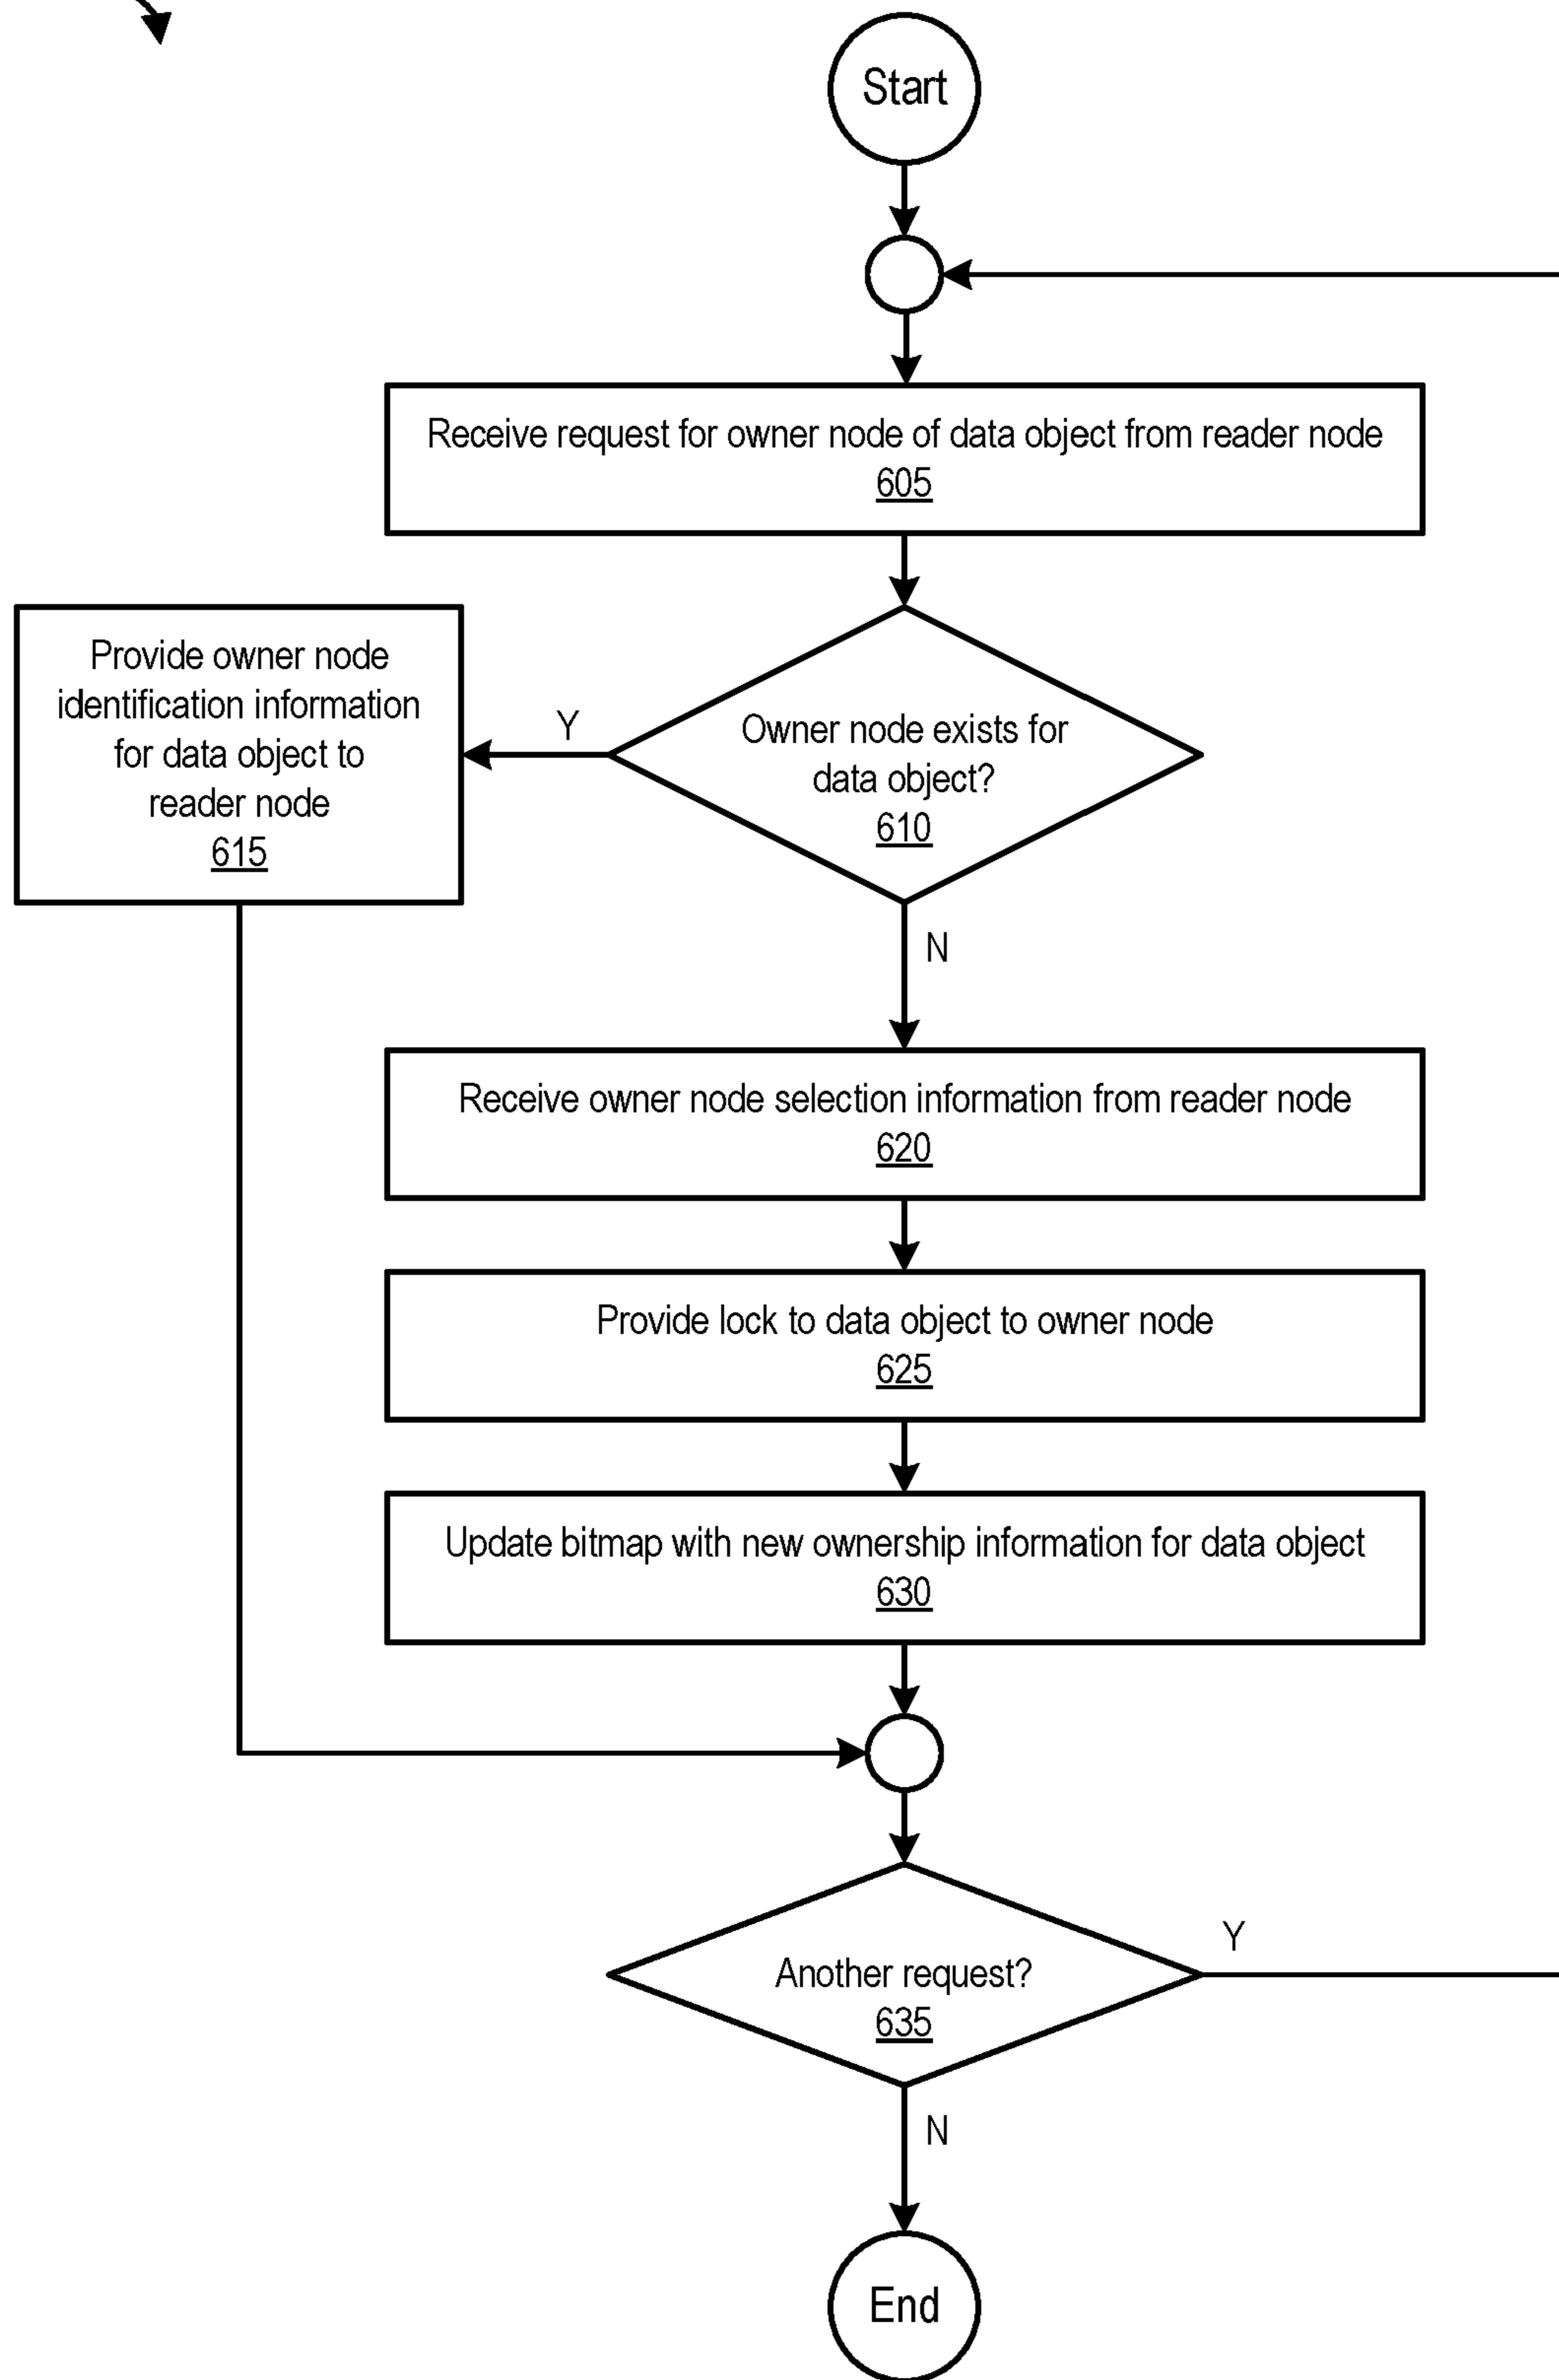 Start
Receive request for owner node of data object from reader node
605
Provide owner node
identification information
for data object to
reader node
615
Y
Owner node exists for
data object?
610
N
Receive owner node selection information from reader node
620
Provide lock to data object to owner node
625
Update bitmap with new ownership information for data object
630
Another request?
635
Y
N
End